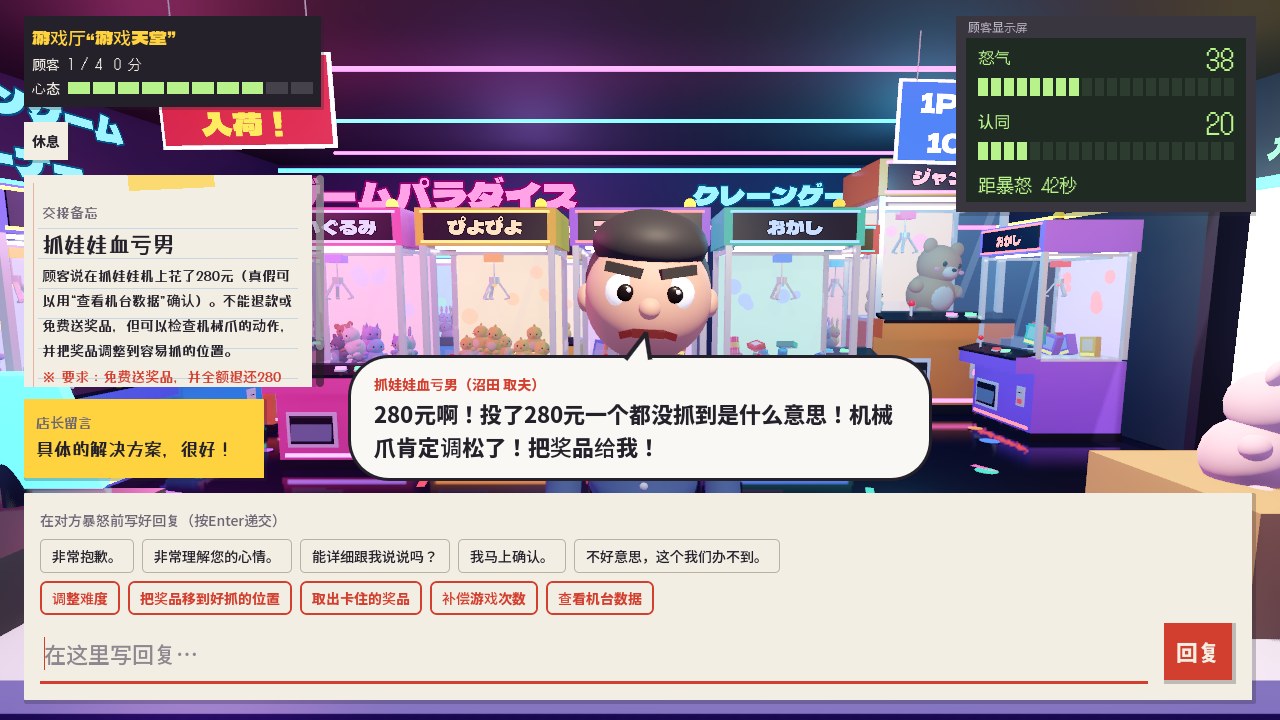 游戏厅“游戏天堂”
顾客 1/4 0分
心态
休息
入荷！
交接备忘
抓娃娃血亏男
顾客说在抓娃娃机上花了280元（真假可
以用“查看机台数据”确认）。不能退款或
免费送奖品，但可以检查机械爪的动作，
并把奖品调整到容易抓的位置。
※ 要求：免费送奖品，并全额退还280
店长留言
具体的解决方案，很好！
顾客显示屏
怒气 38
认同 20
距暴怒 42秒
1P
10
ームパラダイス
クレーンゲー
ジャン
ぐるみ
ぴよぴよ
おかし
おかし
抓娃娃血亏男（沼田 取夫）
280元啊！投了280元一个都没抓到是什么意思！机械
爪肯定调松了！把奖品给我！
在对方暴怒前写好回复（按Enter递交）
非常抱歉。
非常理解您的心情。
能详细跟我说说吗？
我马上确认。
不好意思，这个我们办不到。
调整难度
把奖品移到好抓的位置
取出卡住的奖品
补偿游戏次数
查看机台数据
在这里写回复…
回复